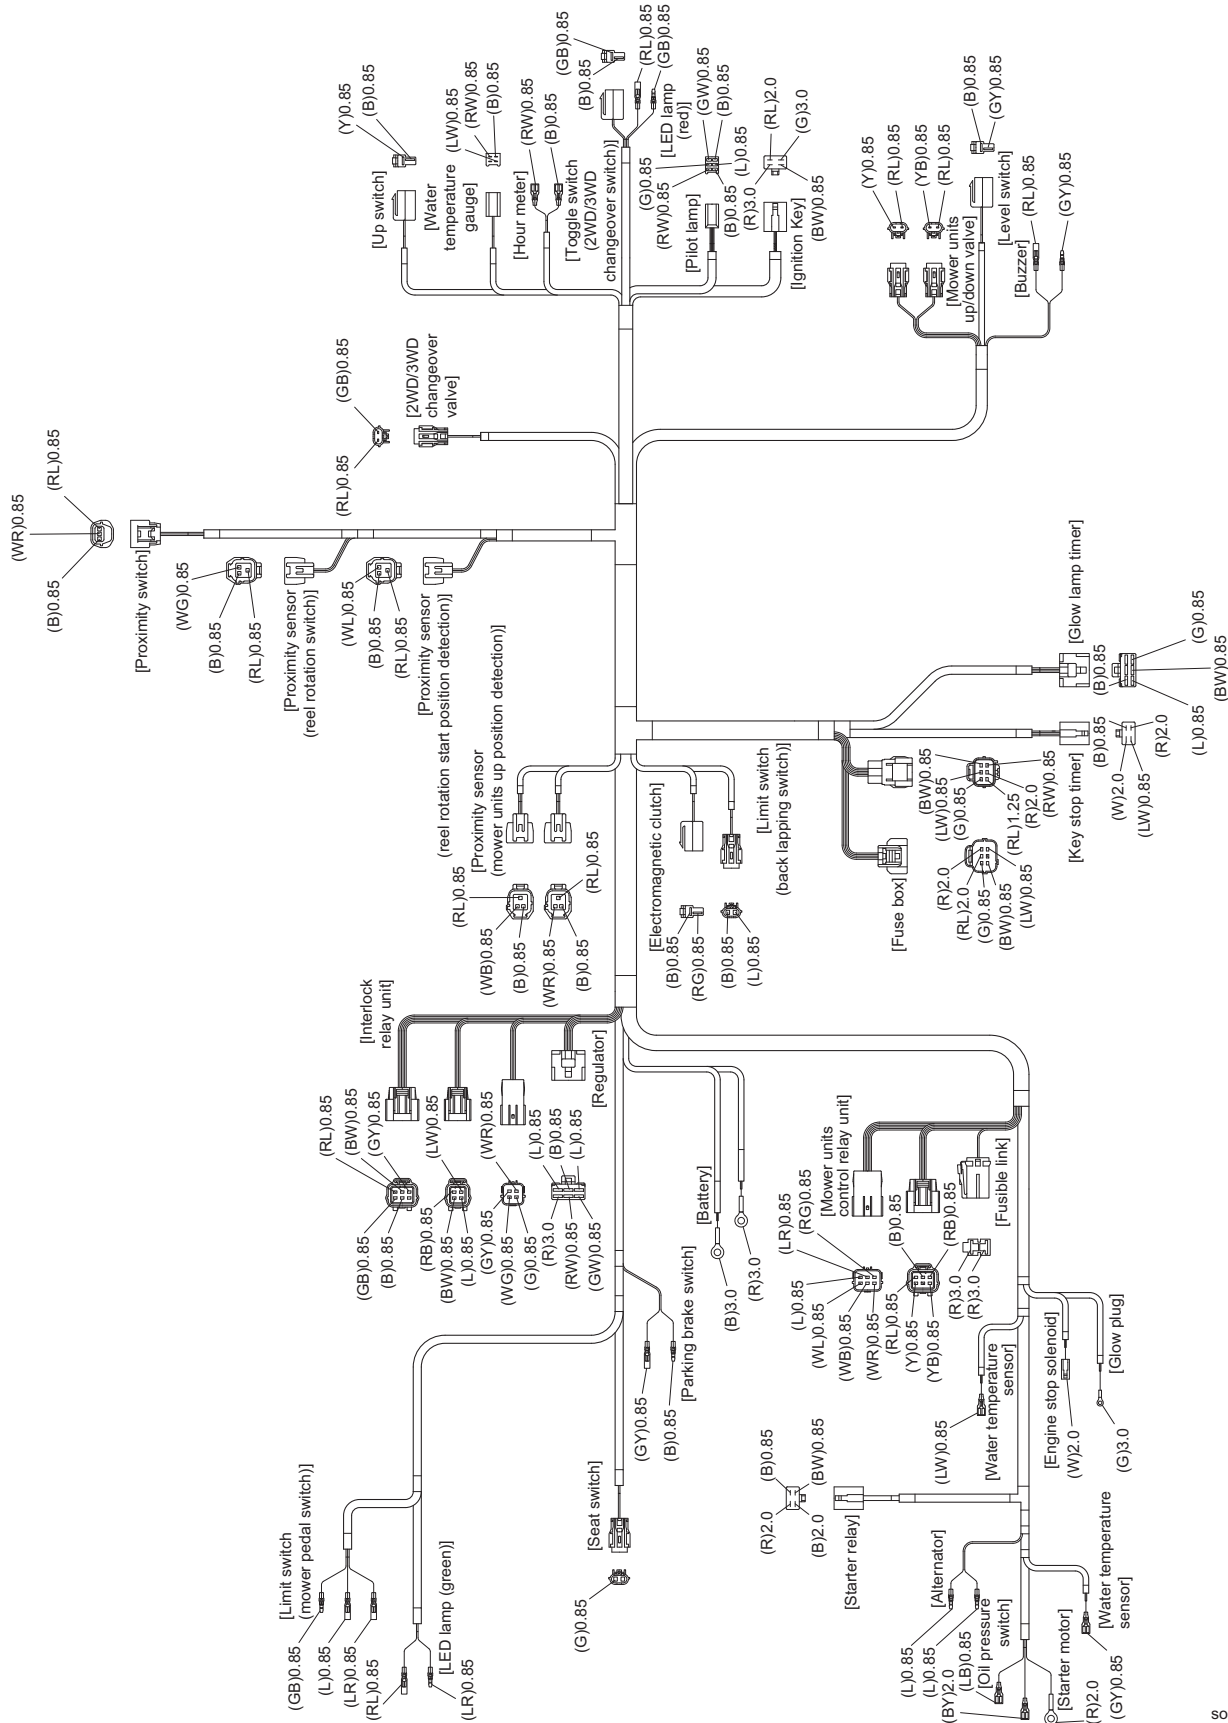 (WR)0.85
(RL)0.85
(B)0.85
[Proximity switch]
(WG)0.85
(B)0.85
(RL)0.85
[Proximity sensor
(reel rotation switch)]
(WL)0.85
(B)0.85
(RL)0.85
[Proximity sensor
(reel rotation start position detection)]
(GB)0.85
(RL)0.85
[2WD/3WD
changeover
valve]
(Y)0.85
(B)0.85
[Up switch]
(LW)0.85
(RW)0.85
(B)0.85
[Water
temperature
gauge]
(RW)0.85
(B)0.85
[Hour meter]
[Toggle switch
(2WD/3WD
changeover switch)]
(GB)0.85
(B)0.85
(RL)0.85
(GB)0.85
[LED lamp
(red)]
(G)0.85
(RW)0.85
(GW)0.85
(B)0.85
(L)0.85
(B)0.85
[Pilot lamp]
(R)3.0
(RL)2.0
(G)3.0
(BW)0.85
[Ignition Key]
(Y)0.85
(RL)0.85
(YB)0.85
(RL)0.85
[Mower units
up/down valve]
(B)0.85
(GY)0.85
[Level switch]
(RL)0.85
(GY)0.85
[Buzzer]
[Proximity sensor
(mower units up position detection)]
(RL)0.85
(WB)0.85
(B)0.85
(RL)0.85
(WR)0.85
(B)0.85
[Electromagnetic clutch]
(B)0.85
(RG)0.85
[Limit switch
(back lapping switch)]
(B)0.85
(L)0.85
[Glow lamp timer]
(B)0.85
(G)0.85
(BW)0.85
(L)0.85
[Key stop timer]
(B)0.85
(W)2.0
(R)2.0
(LW)0.85
(BW)0.85
(LW)0.85
(G)0.85
(RL)1.25
(R)2.0
(RW)0.85
[Fuse box]
(R)2.0
(RL)2.0
(G)0.85
(BW)0.85
(LW)0.85
[Interlock
relay unit]
(RL)0.85
(BW)0.85
(GY)0.85
(GB)0.85
(B)0.85
(LW)0.85
(RB)0.85
(BW)0.85
(L)0.85
(WR)0.85
(GY)0.85
(WG)0.85
(G)0.85
[Regulator]
(L)0.85
(B)0.85
(L)0.85
(R)3.0
(RW)0.85
(GW)0.85
[Battery]
(B)3.0
(R)3.0
(GY)0.85
(B)0.85
[Parking brake switch]
[Seat switch]
(G)0.85
[Limit switch
(mower pedal switch)]
(GB)0.85
(L)0.85
(LR)0.85
(RL)0.85
(LR)0.85
[LED lamp (green)]
[Mower units
control relay unit]
(LR)0.85
(RG)0.85
(L)0.85
(WL)0.85
(WB)0.85
(WR)0.85
(B)0.85
(RB)0.85
(RL)0.85
(Y)0.85
(YB)0.85
[Fusible link]
(R)3.0
(R)3.0
(LW)0.85
[Water temperature
sensor]
[Engine stop solenoid]
(W)2.0
[Glow plug]
(G)3.0
(B)0.85
(BW)0.85
(R)2.0
(B)2.0
[Starter relay]
[Alternator]
(L)0.85
(L)0.85
(LB)0.85
[Oil pressure
switch]
(BY)2.0
[Starter motor]
(R)2.0
[Water temperature
sensor]
(GY)0.85
so